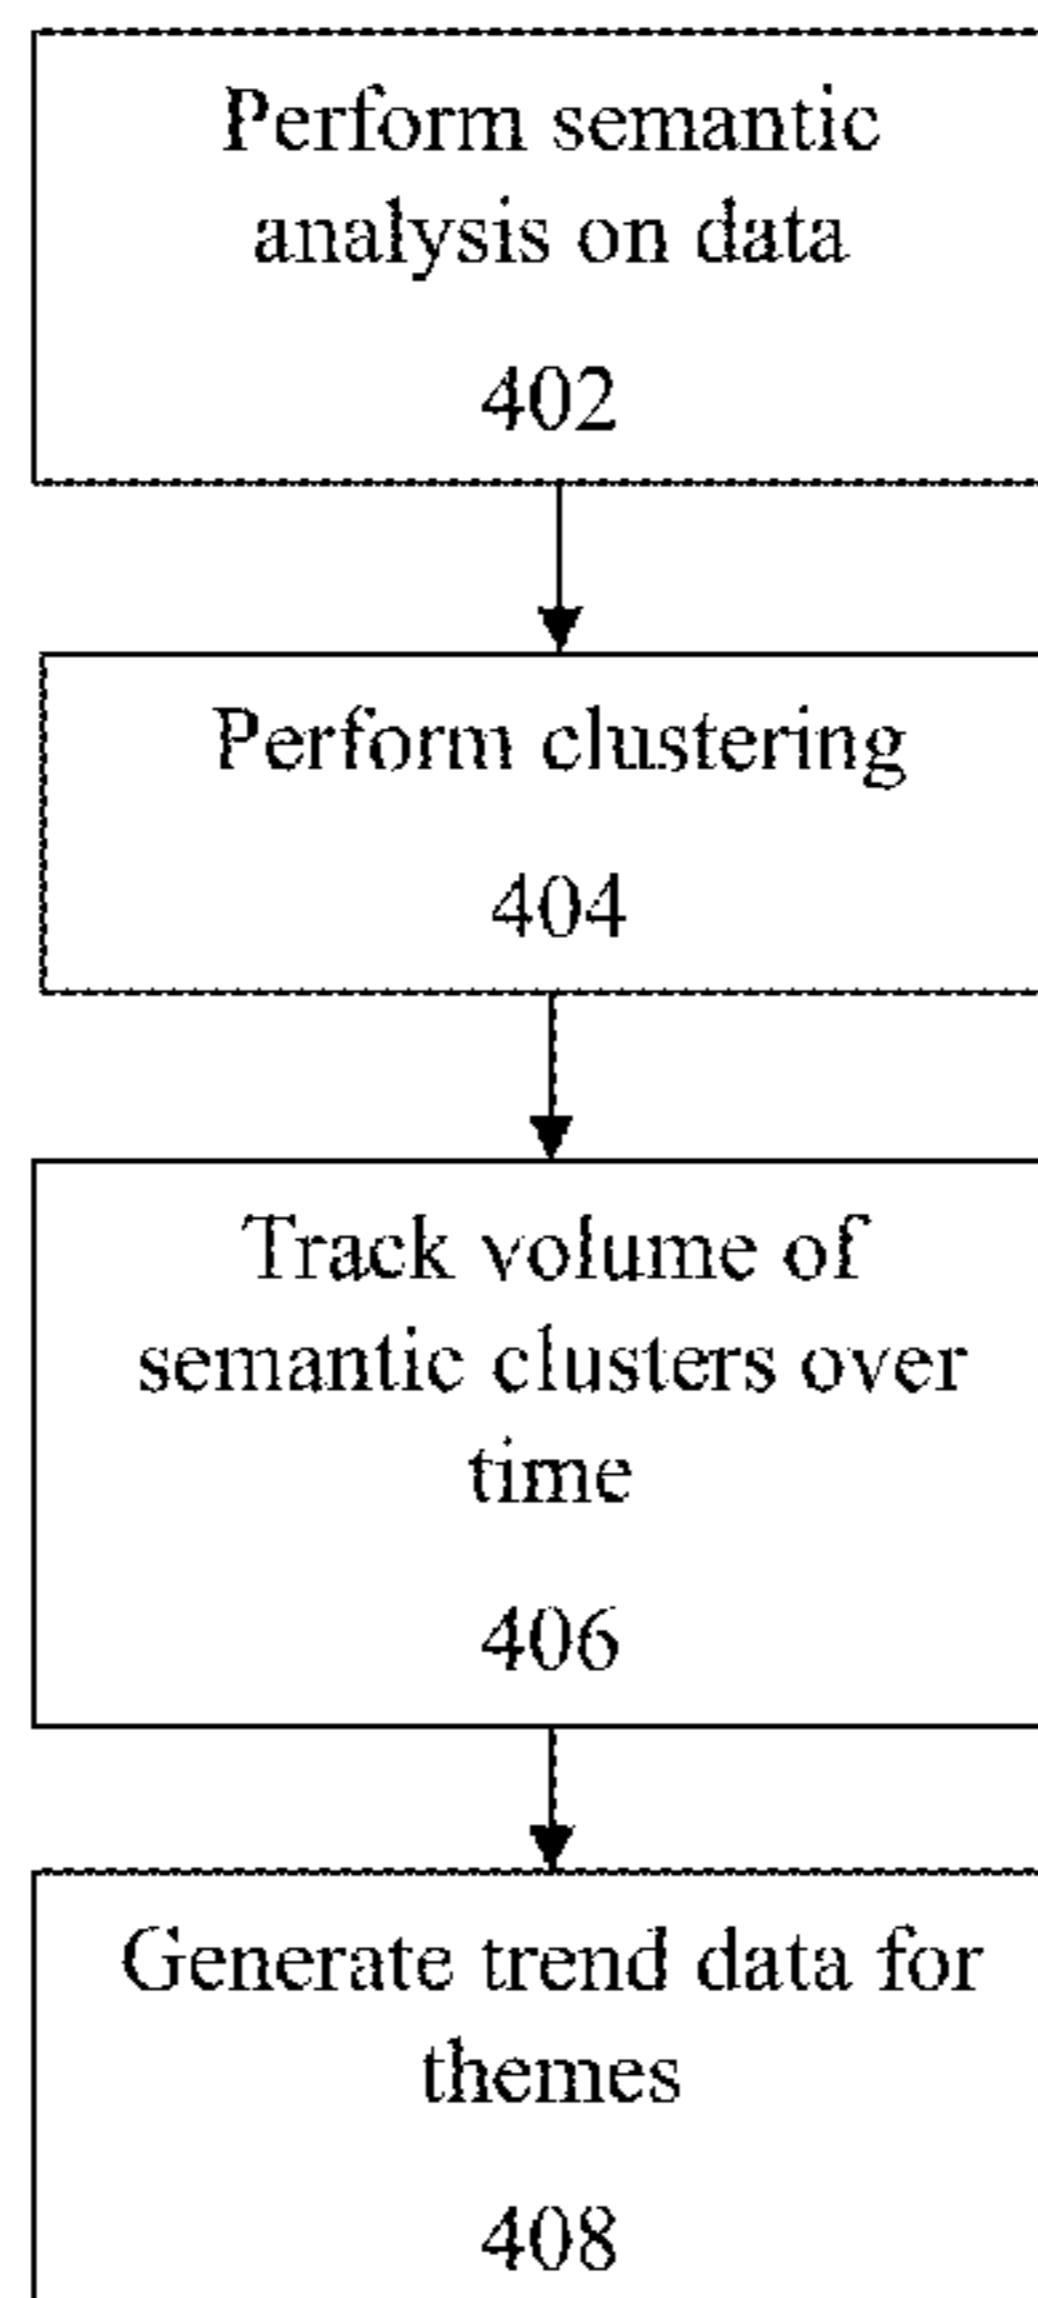 Perform semantic
analysis on data
402
Perform clustering
404
Track volume of
semantic clusters over
time
406
Generate trend data for
themes
408